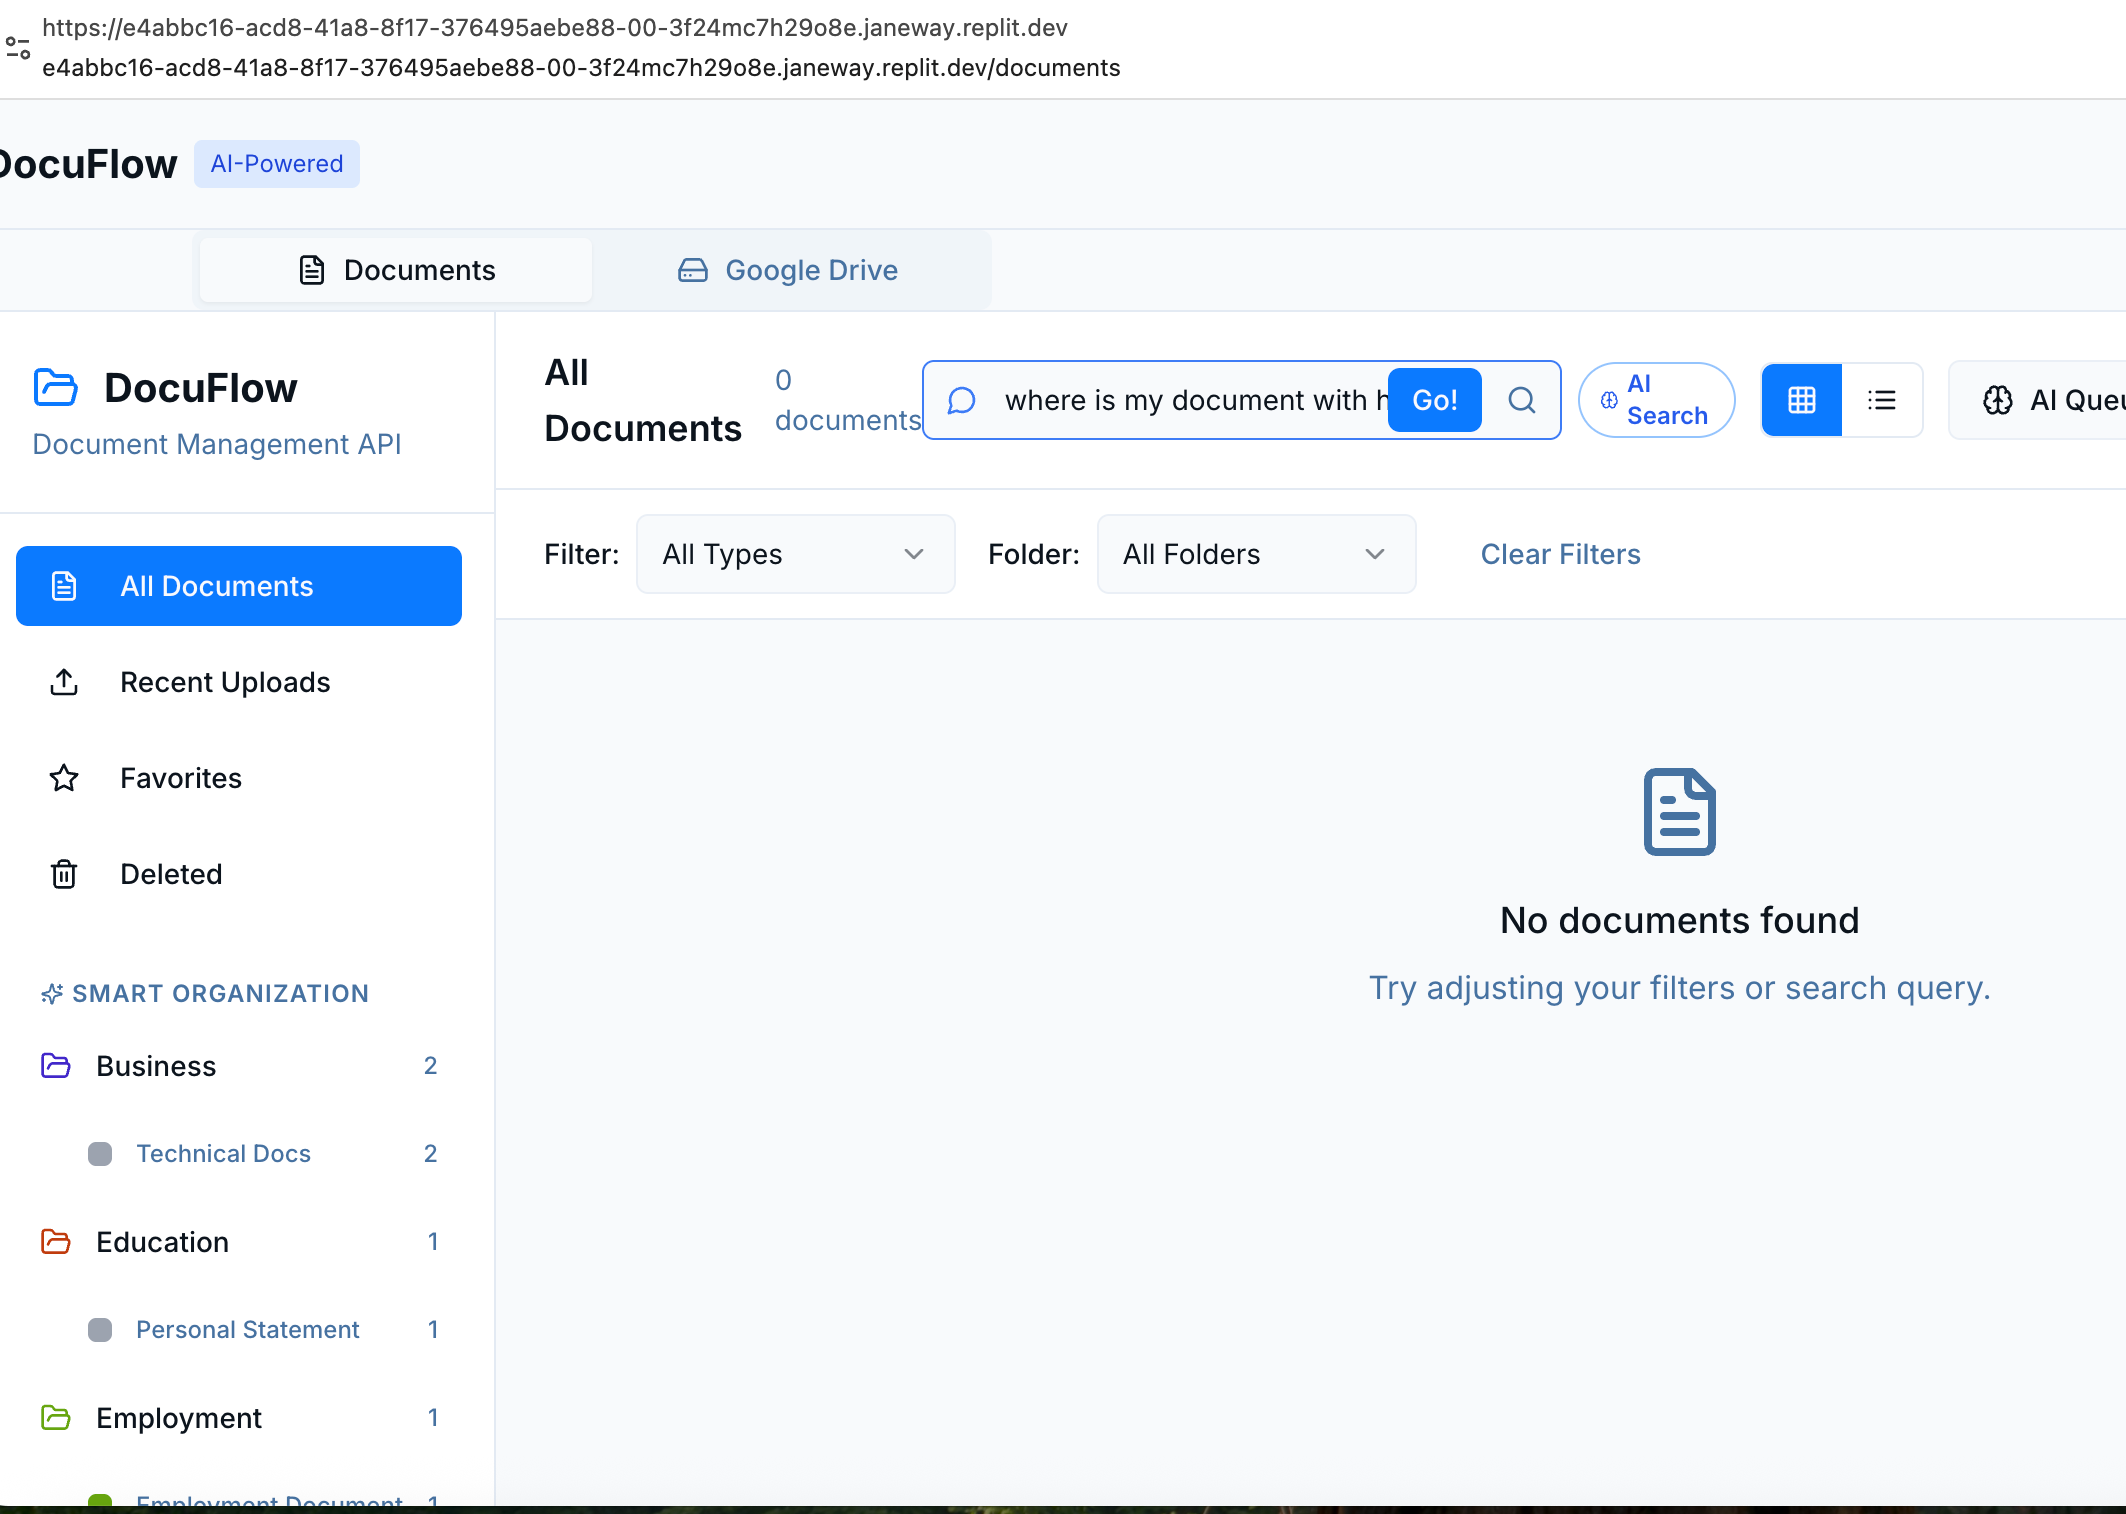 https://e4abbc16-acd8-41a8-8f17-376495aebe88-00-3f24mc7h29o8e.janeway.replit.dev
e4abbc16-acd8-41a8-8f17-376495aebe88-00-3f24mc7h29o8e.janeway.replit.dev/documents
DocuFlow AI-Powered
Documents Google Drive
DocuFlow
Document Management API
All Documents
Recent Uploads
Favorites
Deleted
SMART ORGANIZATION
Business 2
Technical Docs 2
Education 1
Personal Statement 1
Employment 1
Employment Document 1
All
Documents
0
documents
where is my document with h
Go!
AI
Search
AI Que
Filter: All Types Folder: All Folders Clear Filters
No documents found
Try adjusting your filters or search query.